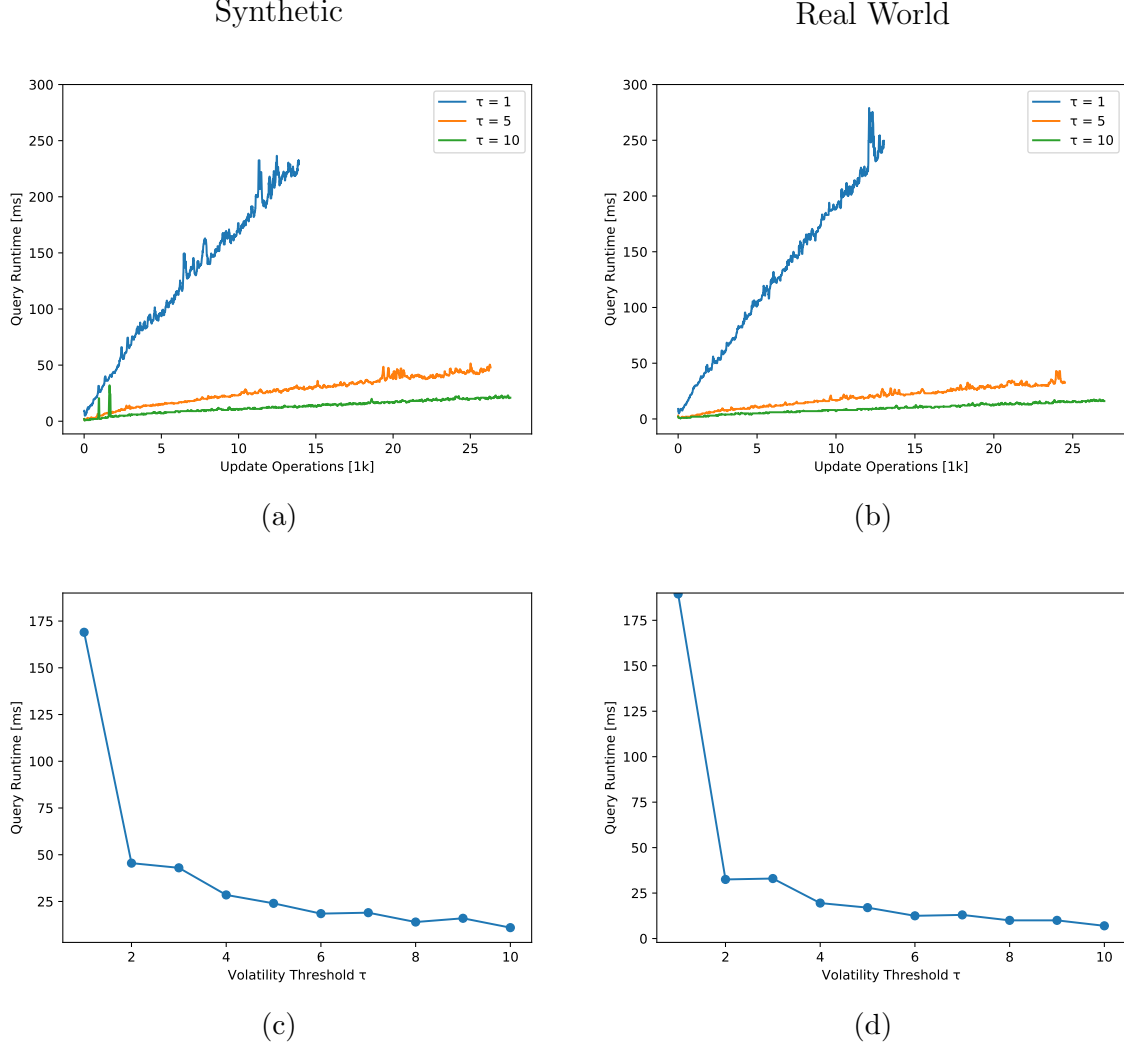 Synthetic
Real World
300
250
200
150
100
50
0
Query Runtime [ms]
τ = 1
τ = 5
τ = 10
0 5 10 15 20 25
Update Operations [1k]
(a)
300
250
200
150
100
50
0
Query Runtime [ms]
τ = 1
τ = 5
τ = 10
0 5 10 15 20 25
Update Operations [1k]
(b)
175
150
125
100
75
50
25
Query Runtime [ms]
2 4 6 8 10
Volatility Threshold τ
(c)
175
150
125
100
75
50
25
0
Query Runtime [ms]
2 4 6 8 10
Volatility Threshold τ
(d)